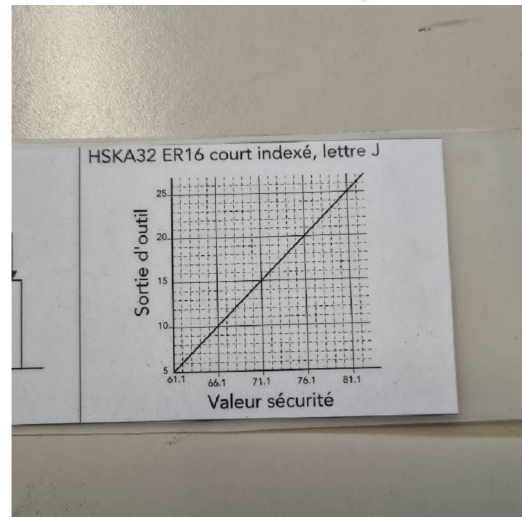 HSKA32 ER16 court indexé, lettre J
Sortie d'outil
25
20
15
10
5
61.1 66.1 71.1 76.1 81.1
Valeur sécurité